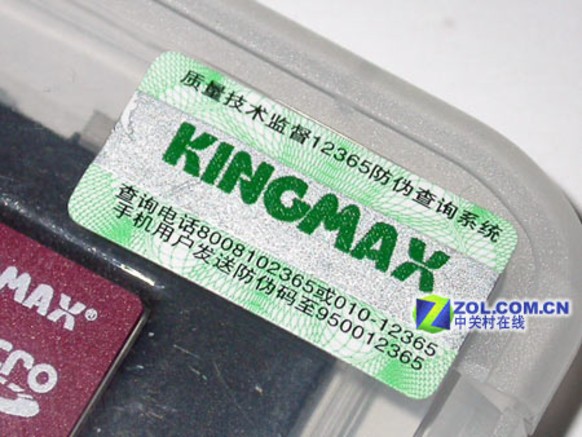 质量技术监督12365防伪查询系统
KINGMAX
查询电话8008102365或010-12365
手机用户发送防伪码至950012365
MAX®
cro
ZOL.COM.CN
中关村在线